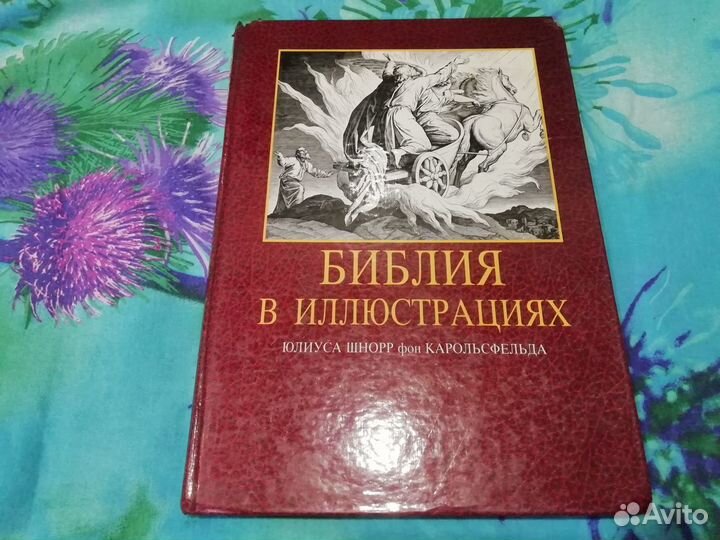 БИБЛИЯ
В ИЛЛЮСТРАЦИЯХ
ЮЛИУСА ШНОРР фон КАРОЛЬСФЕЛЬДА
Avito